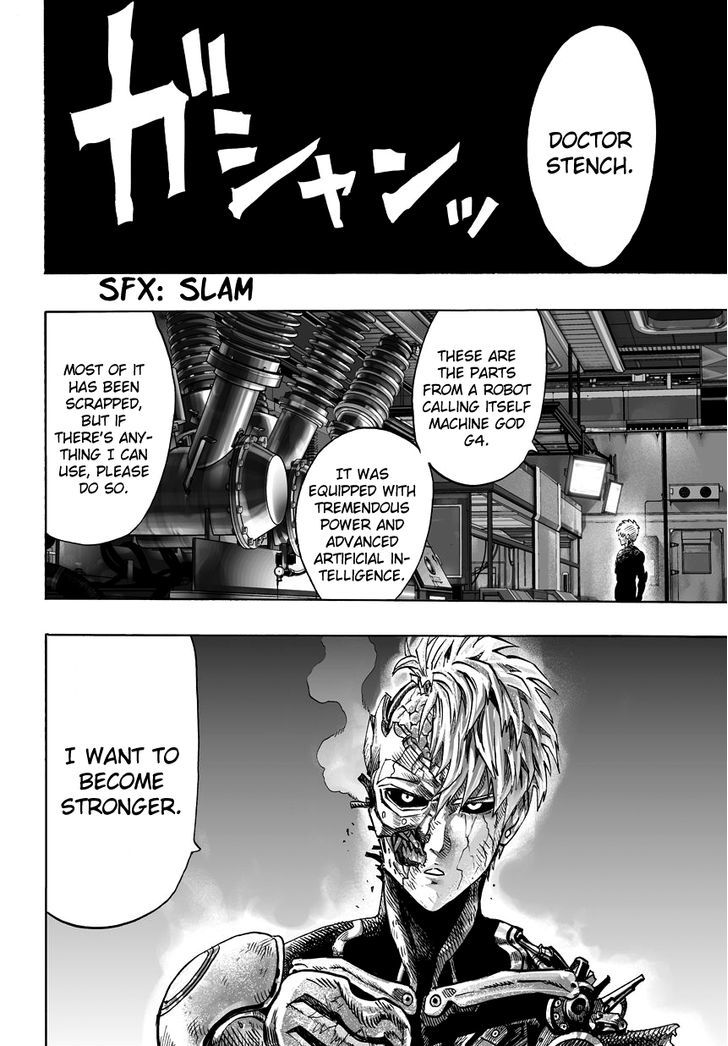 DOCTOR
STENCH.
ガシャンッ
SFX: SLAM
THESE ARE
THE PARTS
FROM A ROBOT
CALLING ITSELF
MACHINE GOD
G4.
IT WAS
EQUIPPED WITH
TREMENDOUS
POWER AND
ADVANCED
ARTIFICIAL IN-
TELLIGENCE.
MOST OF IT
HAS BEEN
SCRAPPED,
BUT IF
THERE'S ANY-
THING I CAN
USE, PLEASE
DO SO.
I WANT TO
BECOME
STRONGER.